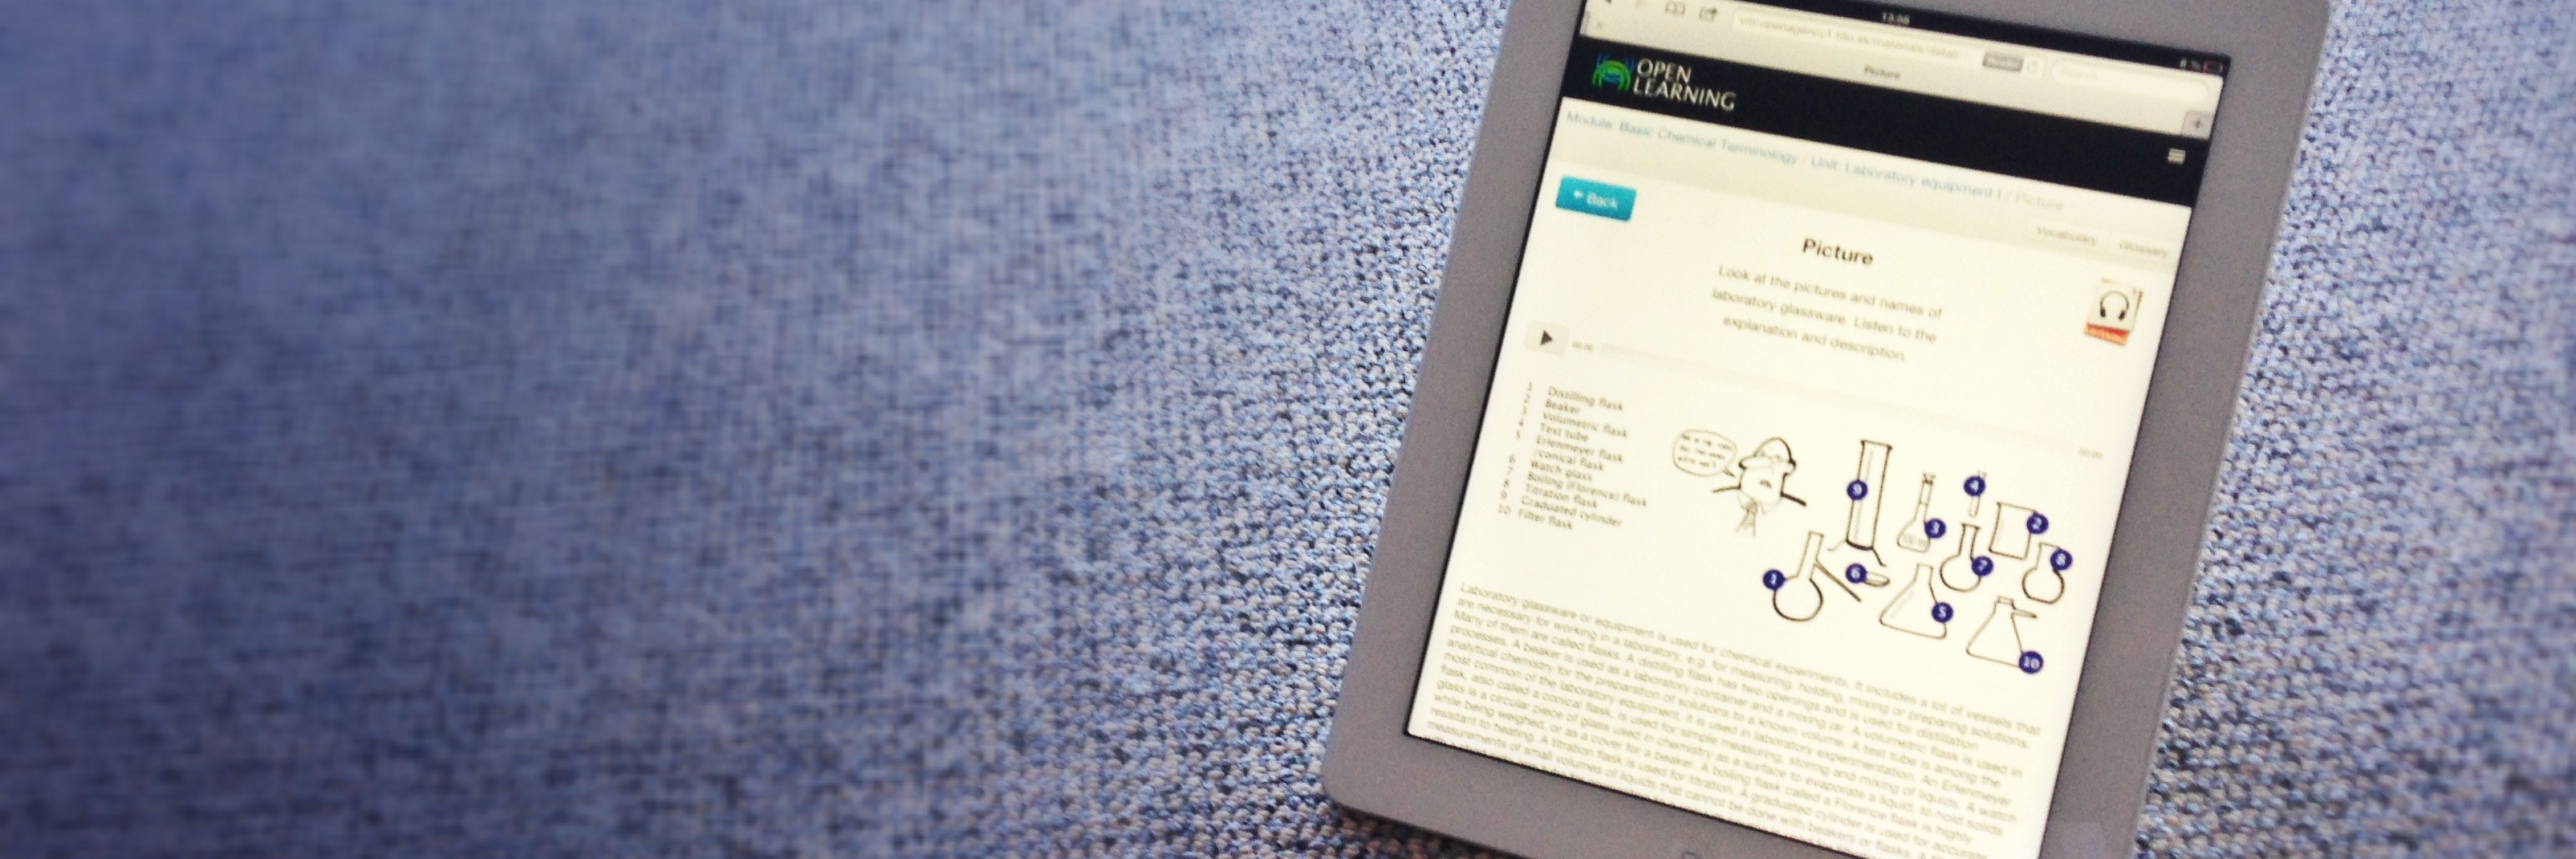 13:58
Reader
Picture
OPEN
LEARNING
Module: Basic Chemical Terminology / Unit: Laboratory equipment I / Picture
Back
Vocabulary
Glossary
Picture
Look at the pictures and names of
laboratory glassware. Listen to the
explanation and description.
00:00
00:00
1 Distilling flask
2 Beaker
3 Volumetric flask
4 Test tube
5 Erlenmeyer flask
/conical flask
6 Watch glass
7 Boiling (Florence) flask
8 Titration flask
9 Graduated cylinder
10 Filter flask
9
3
4
2
8
7
6
1
5
10
Laboratory glassware or equipment is used for chemical experiments. It includes a lot of vessels that
are necessary for working in a laboratory, e.g. for measuring, holding, mixing or preparing solutions.
Many of them are called flasks. A distilling flask has two openings and is used for distillation
processes. A beaker is used as a laboratory container and a mixing jar. A volumetric flask is used in
analytical chemistry for the preparation of solutions to a known volume. A test tube is among the
most common of the laboratory equipment, it is used in laboratory experimentation. An Erlenmeyer
flask, also called a conical flask, is used for simple measuring, storing and mixing of liquids. A watch
glass is a circular piece of glass used in chemistry as a surface to evaporate a liquid, to hold solids
while being weighed, or as a cover for a beaker. A boiling flask called a Florence flask is highly
resistant to heating. A titration flask is used for titration. A graduated cylinder is used for accurate
measurements of small volumes of liquids that cannot be done with beakers or flasks.